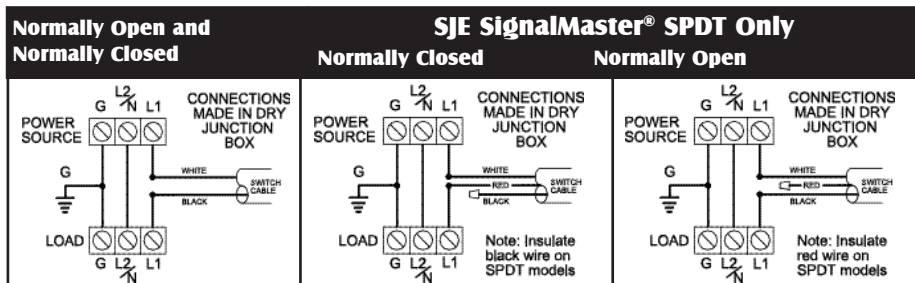 Normally Open and
Normally Closed
SJE SignalMaster® SPDT Only
Normally Closed
Normally Open
L2/N
G L1
POWER
SOURCE
CONNECTIONS
MADE IN DRY
JUNCTION
BOX
G
WHITE
SWITCH
CABLE
BLACK
LOAD
G L2/N L1
L2/N
G L1
POWER
SOURCE
CONNECTIONS
MADE IN DRY
JUNCTION
BOX
G
WHITE
RED
SWITCH
CABLE
BLACK
LOAD
G L2/N L1
Note: Insulate
black wire on
SPDT models
L2/N
G L1
POWER
SOURCE
CONNECTIONS
MADE IN DRY
JUNCTION
BOX
G
WHITE
RED
SWITCH
CABLE
BLACK
LOAD
G L2/N L1
Note: Insulate
red wire on
SPDT models